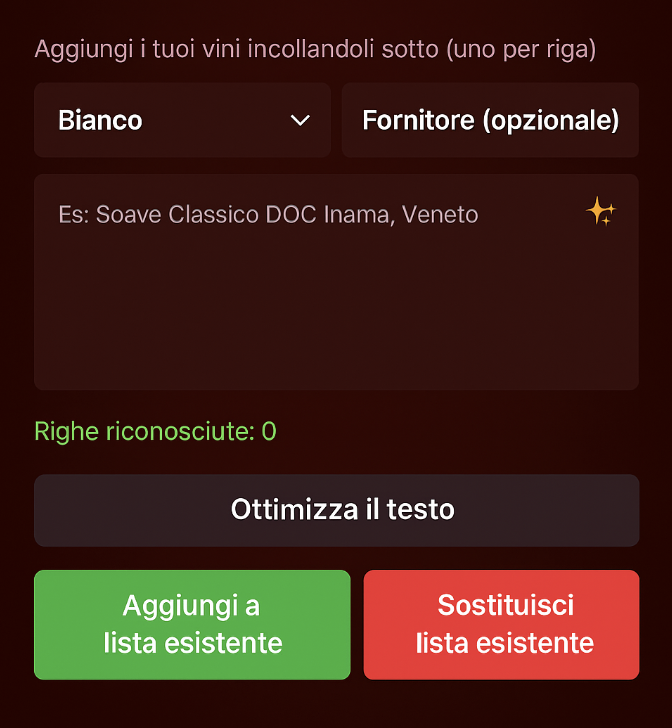 Aggiungi i tuoi vini incollandoli sotto (uno per riga)
Bianco
Fornitore (opzionale)
Es: Soave Classico DOC Inama, Veneto
Righe riconosciute: 0
Ottimizza il testo
Aggiungi a
lista esistente
Sostituisci
lista esistente